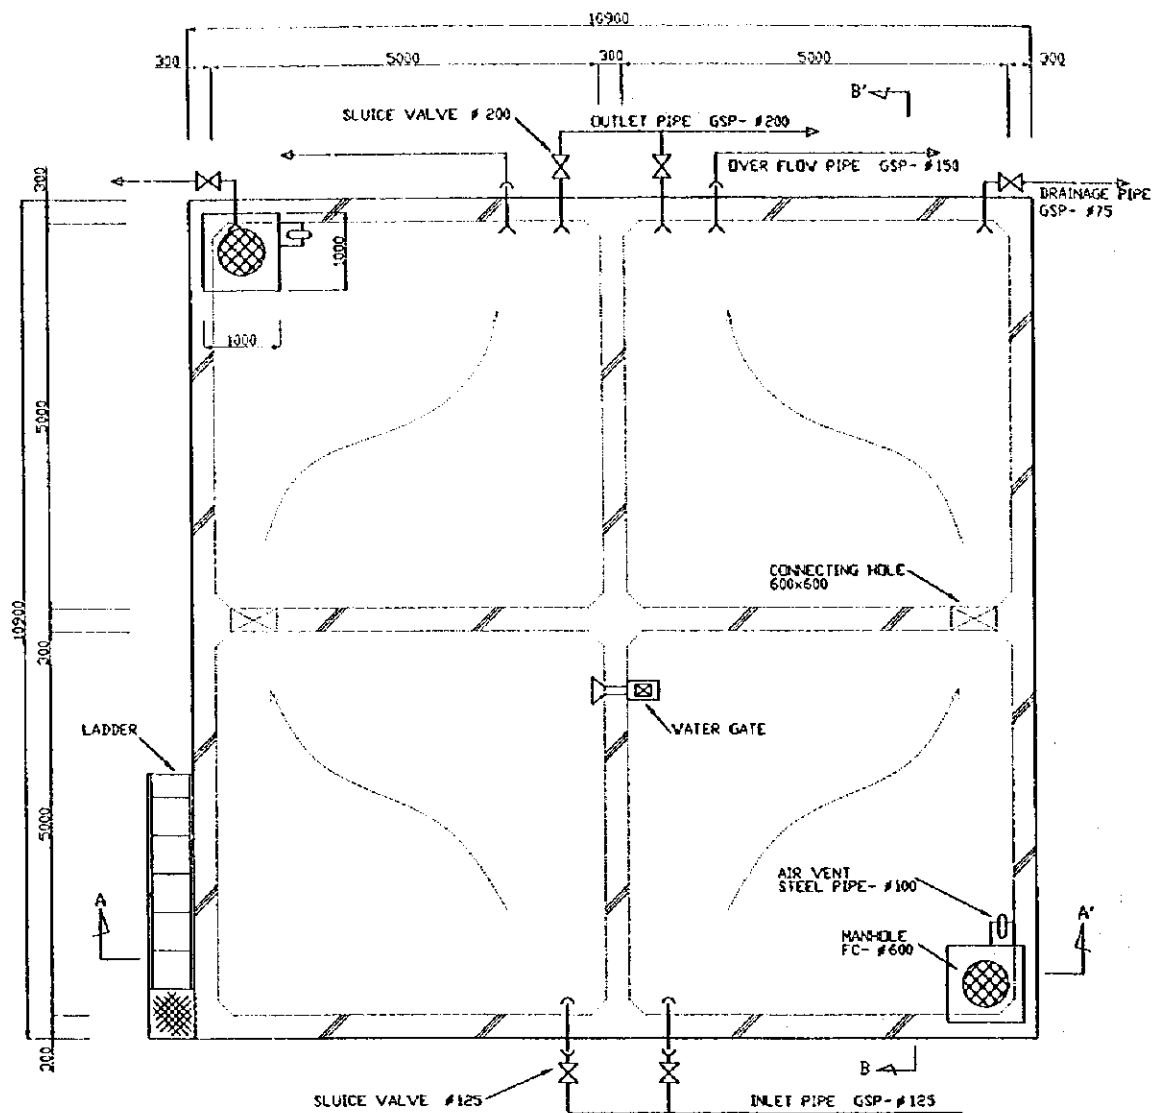 10900
300
5000
300
5000
300
B'
SLUICE VALVE ø200
OUTLET PIPE GSP- ø200
OVER FLOW PIPE GSP- ø150
DRAINAGE PIPE
GSP- ø75
300
1000
1000
5000
CONNECTING HOLE
600x600
10900
300
WATER GATE
LADDER
5000
AIR VENT
STEEL PIPE- ø100
A
A'
MANHOLE
FC- ø600
300
B
SLUICE VALVE ø125
INLET PIPE GSP-ø125